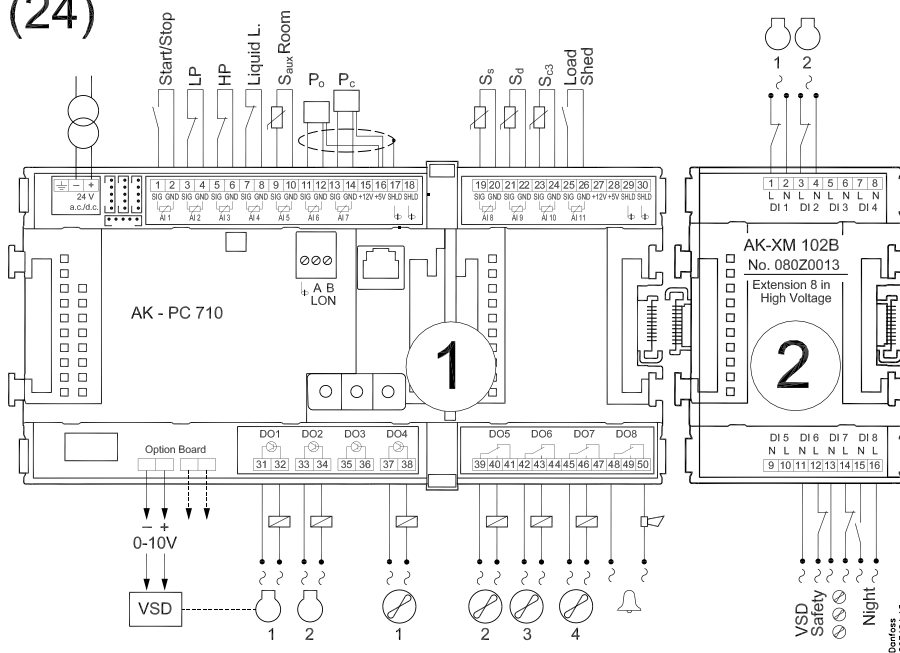 (24)
Start/Stop
LP
HP
Liquid L.
Saux Room
Po
Pc
Ss
Sd
Sc3
Load
Shed
1 2
– +
24 V
a.c./d.c.
1 2 3 4 5 6 7 8 9 10 11 12 13 14 15 16 17 18
SIG GND SIG GND SIG GND SIG GND SIG GND SIG GND SIG GND +12V +5V SHLD SHLD
AI 1 AI 2 AI 3 AI 4 AI 5 AI 6 AI 7
19 20 21 22 23 24 25 26 27 28 29 30
SIG GND SIG GND SIG GND SIG GND +12V +5V SHLD SHLD
AI 8 AI 9 AI 10 AI 11
1 2 3 4 5 6 7 8
L N L N L N L N
DI 1 DI 2 DI 3 DI 4
A B
LON
AK - PC 710
1
AK-XM 102B
No. 080Z0013
Extension 8 in
High Voltage
2
Option Board
DO1 DO2 DO3 DO4
31 32 33 34 35 36 37 38
DO5 DO6 DO7 DO8
39 40 41 42 43 44 45 46 47 48 49 50
DI 5 DI 6 DI 7 DI 8
N L N L N L N L
9 10 11 12 13 14 15 16
– +
0-10V
VSD
1 2 1 2 3 4
VSD
Safety
Night
Danfoss